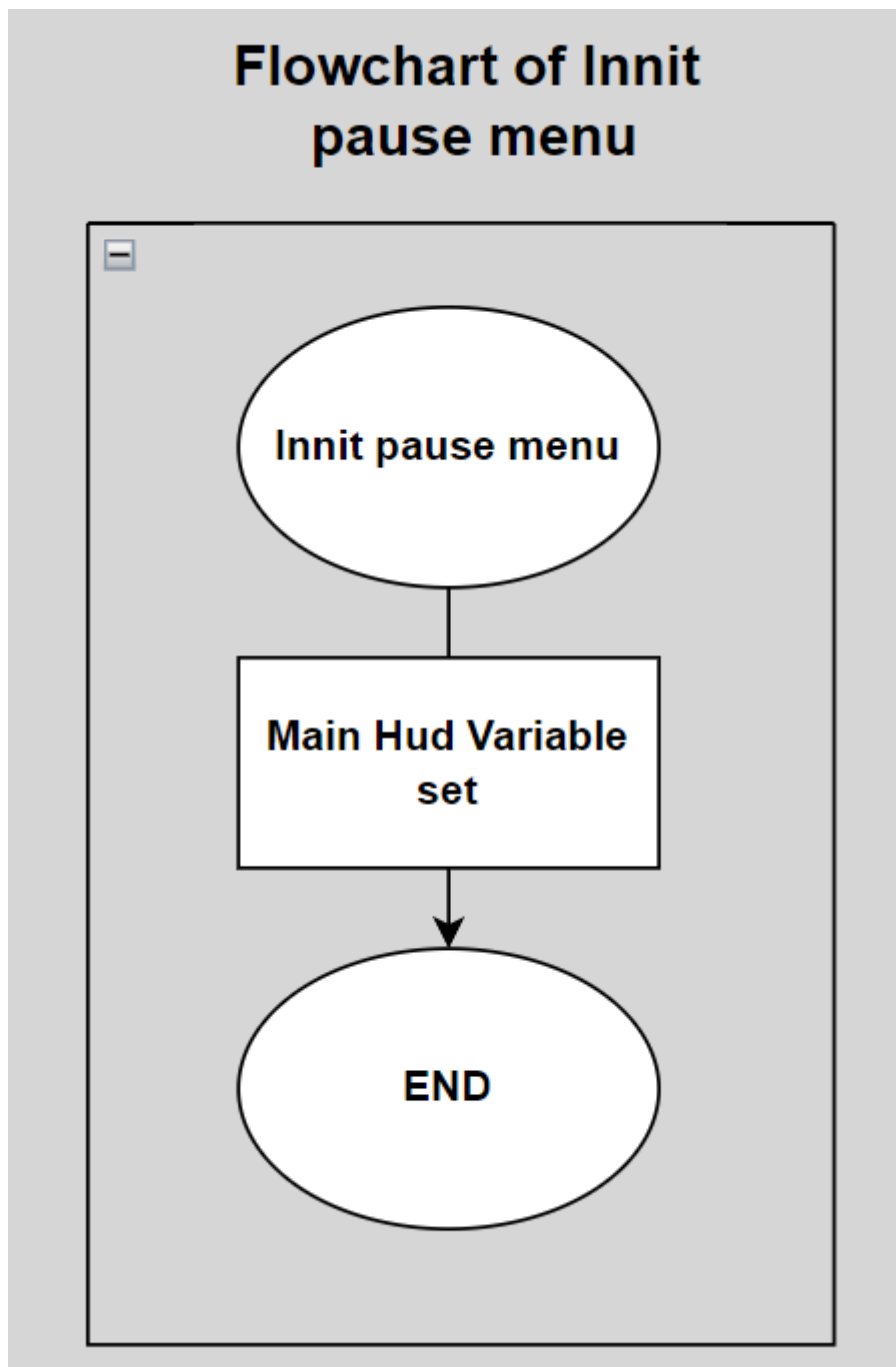 Flowchart of Innit
pause menu
Innit pause menu
Main Hud Variable
set
END